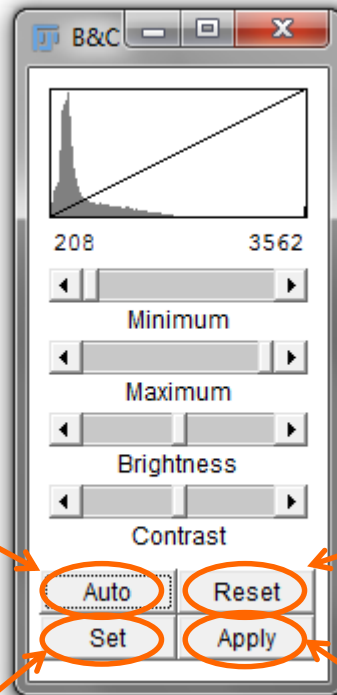 B&C
208 3562
Minimum
Maximum
Brightness
Contrast
Auto Reset
Set Apply